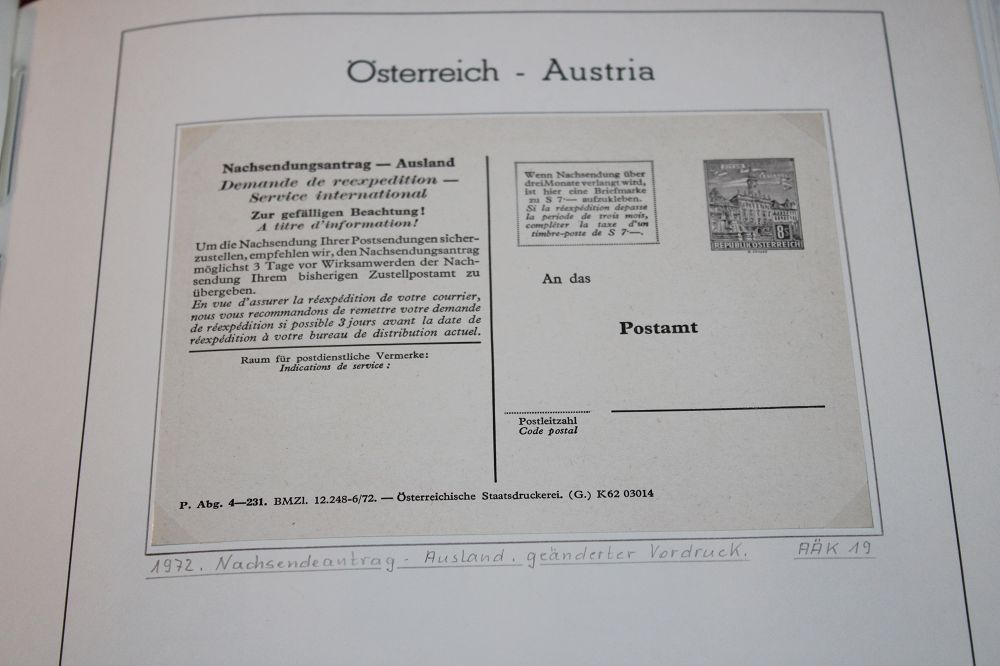 Österreich - Austria
Nachsendungsantrag — Ausland
Demande de reexpedition —
Service international
Zur gefälligen Beachtung!
A titre d'information!
Um die Nachsendung Ihrer Postsendungen sicher-
zustellen, empfehlen wir, den Nachsendungsantrag
möglichst 3 Tage vor Wirksamwerden der Nach-
sendung Ihrem bisherigen Zustellpostamt zu
übergeben.
En vue d'assurer la réexpédition de votre courrier,
nous vous recommandons de remettre votre demande
de réexpédition si possible 3 jours avant la date de
réexpédition à votre bureau de distribution actuel.
Raum für postdienstliche Vermerke:
Indications de service :
Wenn Nachsendung über
drei Monate verlangt wird,
ist hier eine Briefmarke
zu S 7·— aufzukleben.
Si la réexpédition depasse
la periode de trois mois,
compléter la taxe d'un
timbre-poste de S 7·—.
8S
REPUBLIK ÖSTERREICH
An das
Postamt
Postleitzahl
Code postal
P. Abg. 4—231. BMZl. 12.248-6/72. — Österreichische Staatsdruckerei. (G.) K62 03014
1972. Nachsendeantrag - Ausland. geänderter Vordruck. AÄK 19